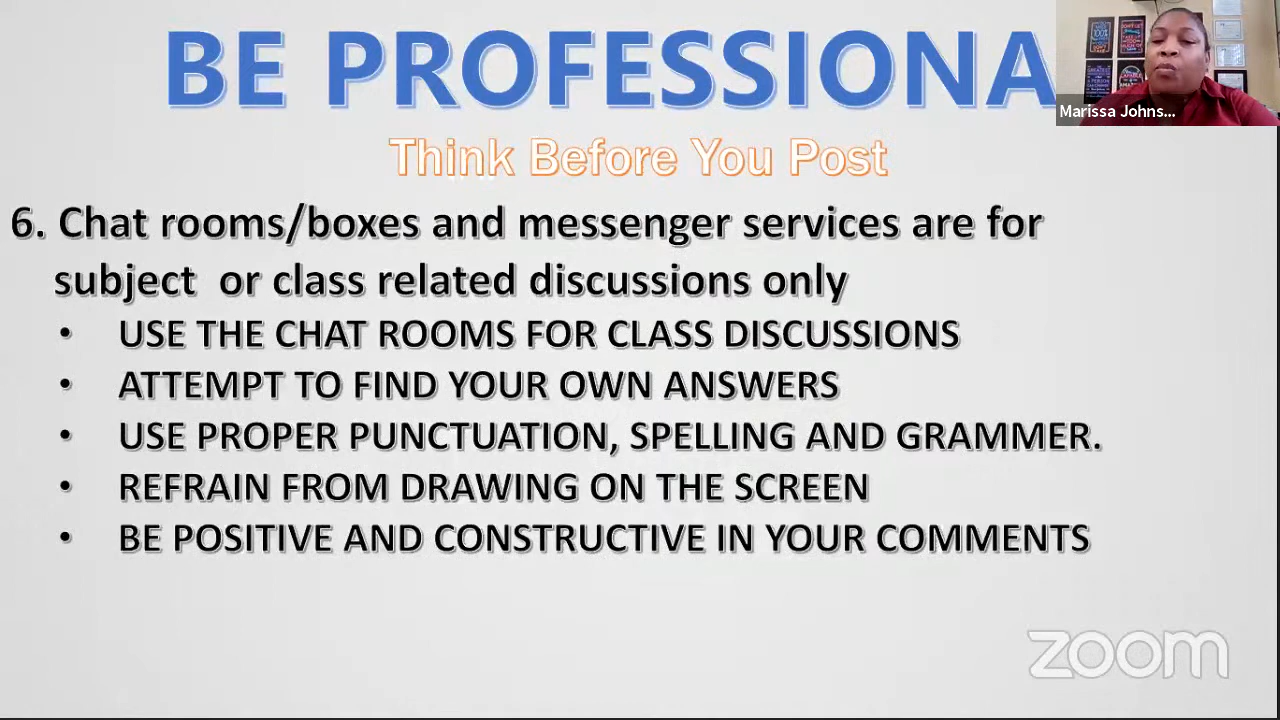 BE PROFESSIONA
Marissa Johns...
Think Before You Post
6. Chat rooms/boxes and messenger services are for
subject or class related discussions only
• USE THE CHAT ROOMS FOR CLASS DISCUSSIONS
• ATTEMPT TO FIND YOUR OWN ANSWERS
• USE PROPER PUNCTUATION, SPELLING AND GRAMMER.
• REFRAIN FROM DRAWING ON THE SCREEN
• BE POSITIVE AND CONSTRUCTIVE IN YOUR COMMENTS
zoom